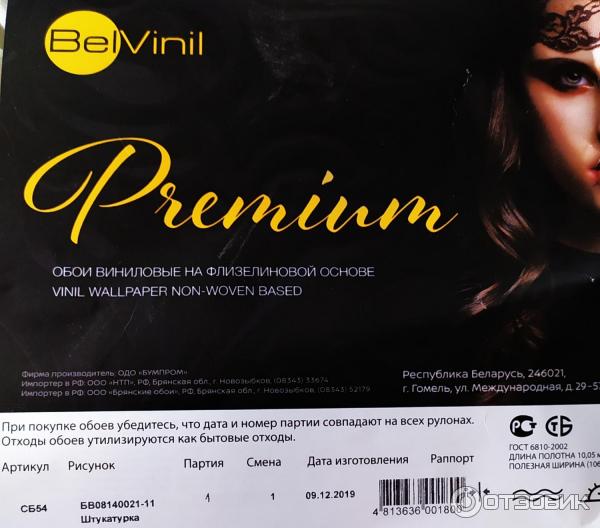 BelVinil
Premium
ОБОИ ВИНИЛОВЫЕ НА ФЛИЗЕЛИНОВОЙ ОСНОВЕ
VINIL WALLPAPER NON-WOVEN BASED
Фирма производитель: ОДО «БУМПРОМ»
Импортер в РФ: ООО «НТП», РФ, Брянская обл., г. Новозыбков, (08343) 33674
Импортер в РФ: ООО «Брянские обои», РФ, Брянская обл., г. Новозыбков, (08343) 52179
Республика Беларусь, 246021,
г. Гомель, ул. Международная, д. 29-57
При покупке обоев убедитесь, что дата и номер партии совпадают на всех рулонах.
Отходы обоев утилизируются как бытовые отходы.
ГОСТ 6810-2002
ДЛИНА ПОЛОТНА 10,05 м
ПОЛЕЗНАЯ ШИРИНА (106
Артикул Рисунок Партия Смена Дата изготовления Раппорт
СБ54 БВ08140021-11 1 1 09.12.2019
Штукатурка
4 813636 001800
ОТЗОВИК